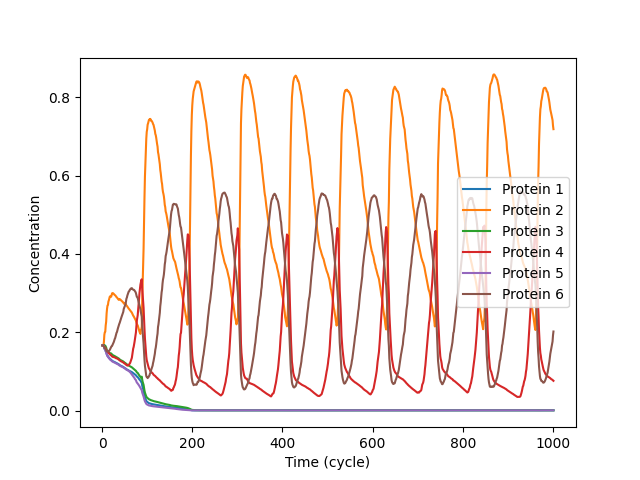 0.8
0.6
0.4
0.2
0.0
Concentration
0
200
400
600
800
1000
Time (cycle)
Protein 1
Protein 2
Protein 3
Protein 4
Protein 5
Protein 6